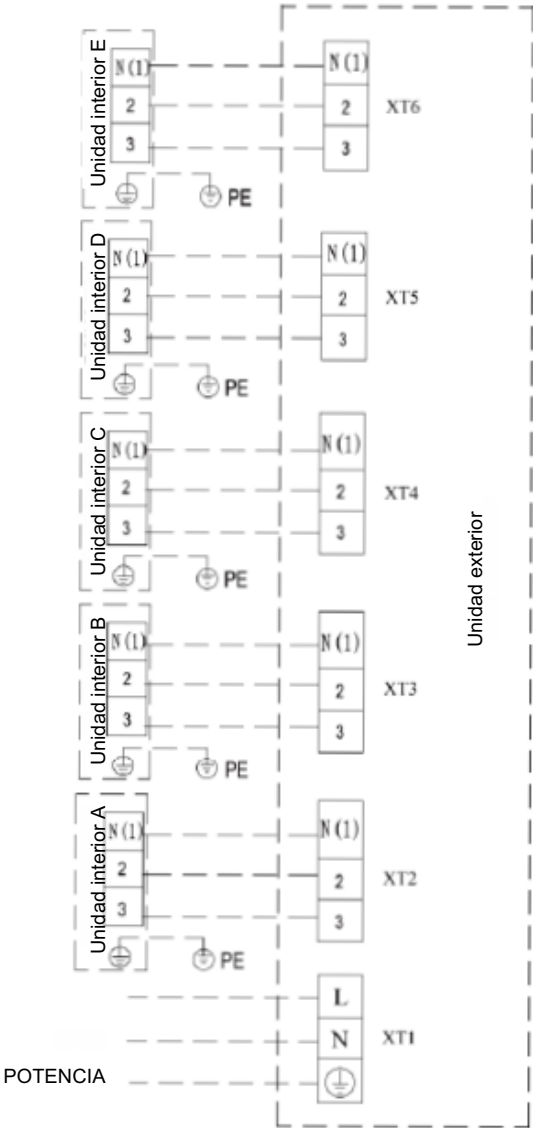 Unidad interior E
N(1)
2
3
PE
N(1)
2
3
XT6
Unidad interior D
N(1)
2
3
PE
N(1)
2
3
XT5
Unidad interior C
N(1)
2
3
PE
N(1)
2
3
XT4
Unidad exterior
Unidad interior B
N(1)
2
3
PE
N(1)
2
3
XT3
Unidad interior A
N(1)
2
3
PE
N(1)
2
3
XT2
L
N
XT1
POTENCIA